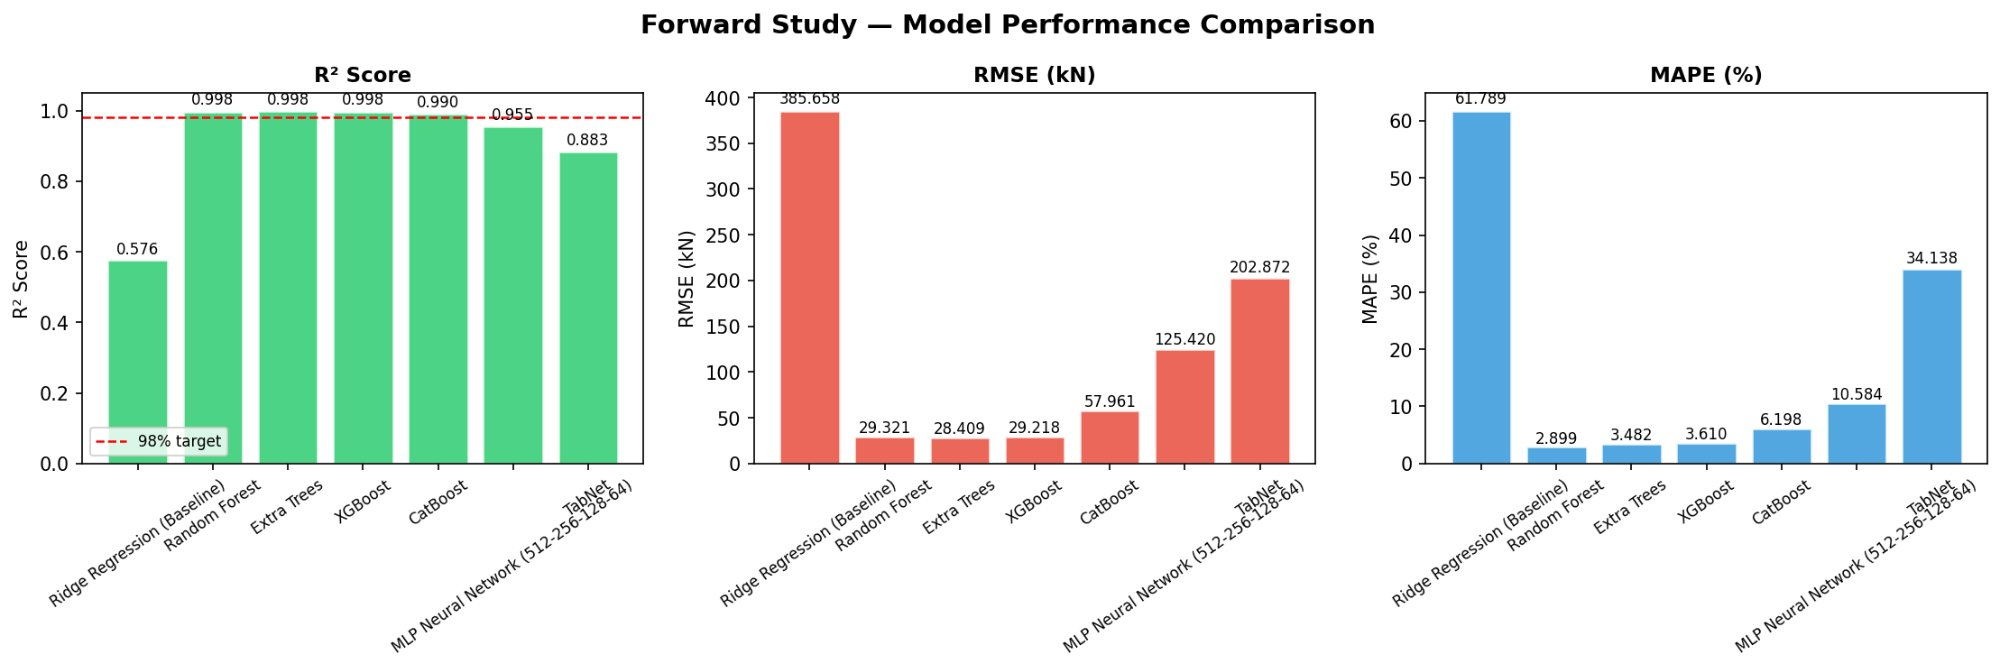 Forward Study — Model Performance Comparison
R² Score
R² Score
1.0
0.8
0.6
0.4
0.2
0.0
0.576
0.998
0.998
0.998
0.990
0.955
0.883
98% target
Ridge Regression (Baseline)
Random Forest
Extra Trees
XGBoost
CatBoost
MLP Neural Network (512-256-128-64)
TabNet
RMSE (kN)
RMSE (kN)
400
350
300
250
200
150
100
50
0
385.658
29.321
28.409
29.218
57.961
125.420
202.872
Ridge Regression (Baseline)
Random Forest
Extra Trees
XGBoost
CatBoost
MLP Neural Network (512-256-128-64)
TabNet
MAPE (%)
MAPE (%)
60
50
40
30
20
10
0
61.789
2.899
3.482
3.610
6.198
10.584
34.138
Ridge Regression (Baseline)
Random Forest
Extra Trees
XGBoost
CatBoost
MLP Neural Network (512-256-128-64)
TabNet